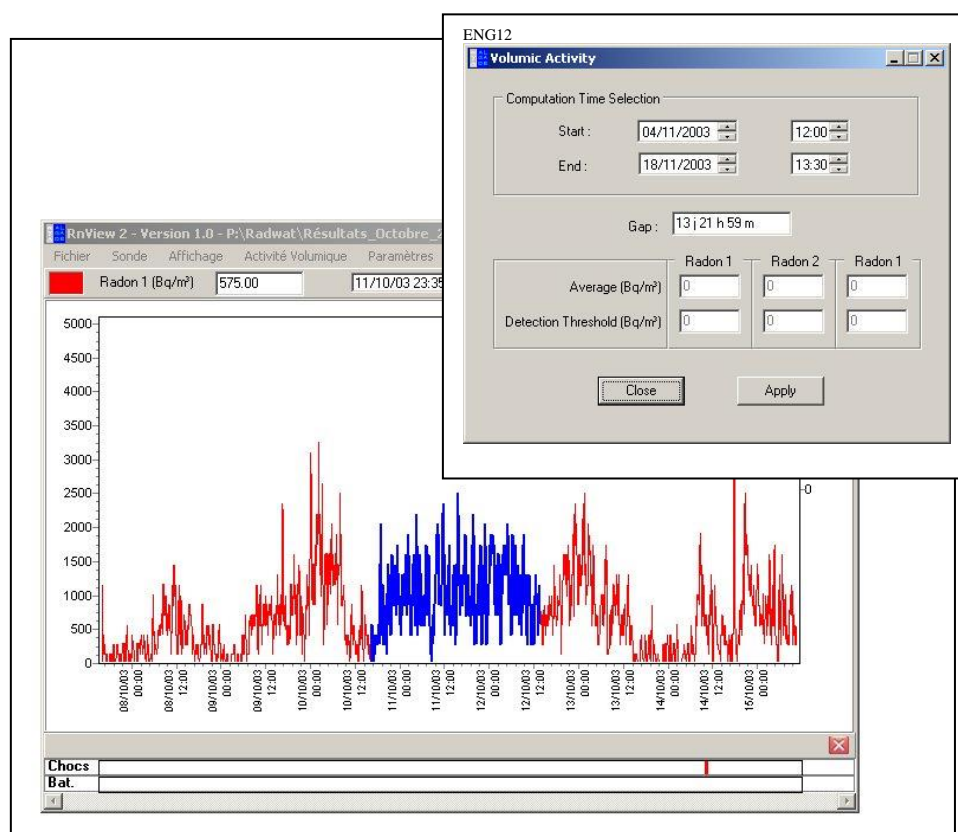 ENG12
Volumic Activity
Computation Time Selection
Start : 04/11/2003 12:00
End : 18/11/2003 13:30
Gap : 13 j 21 h 59 m
Radon 1 Radon 2 Radon 1
Average (Bq/m³) 0 0 0
Detection Threshold (Bq/m³) 0 0 0
Close Apply
RnView 2 - Version 1.0 - P:\Radwat\Résultats_Octobre_2
Fichier Sonde Affichage Activité Volumique Paramètres
Radon 1 (Bq/m³) 575.00 11/10/03 23:35
5000
4500
4000
3500
3000
2500 0
2000
1500
1000
500
0
08/10/03 00:00
08/10/03 12:00
09/10/03 00:00
09/10/03 12:00
10/10/03 00:00
10/10/03 12:00
11/10/03 00:00
11/10/03 12:00
12/10/03 00:00
12/10/03 12:00
13/10/03 00:00
13/10/03 12:00
14/10/03 00:00
14/10/03 12:00
15/10/03 00:00
Chocs
Bat.